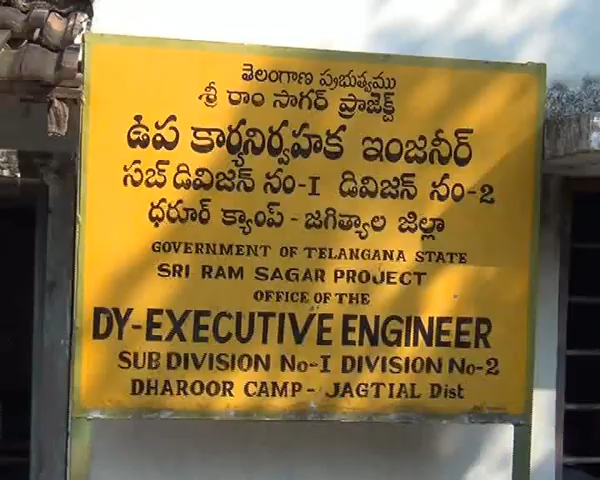 తెలంగాణ ప్రభుత్వము
శ్రీ రాం సాగర్ ప్రాజెక్ట్
ఉప కార్యనిర్వహక ఇంజనీర్
సబ్ డివిజన్ నం-I డివిజన్ నం-2
ధరూర్ క్యాంప్ - జగిత్యాల జిల్లా
GOVERNMENT OF TELANGANA STATE
SRI RAM SAGAR PROJECT
OFFICE OF THE
DY-EXECUTIVE ENGINEER
SUB DIVISION No-I DIVISION No-2
DHAROOR CAMP - JAGTIAL Dist